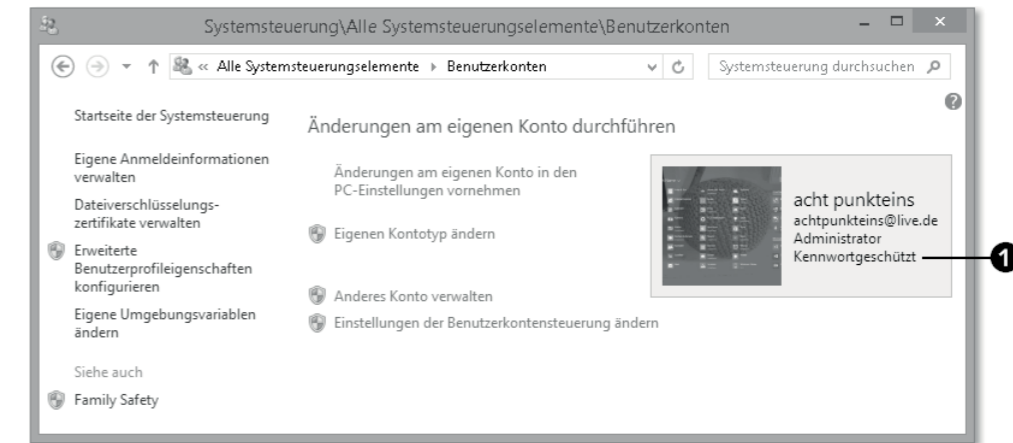 Systemsteuerung\Alle Systemsteuerungselemente\Benutzerkonten
« Alle Systemsteuerungselemente Benutzerkonten
Systemsteuerung durchsuchen
Startseite der Systemsteuerung
Eigene Anmeldeinformationen
verwalten
Dateiverschlüsselungs-
zertifikate verwalten
Erweiterte
Benutzerprofileigenschaften
konfigurieren
Eigene Umgebungsvariablen
ändern
Siehe auch
Family Safety
Änderungen am eigenen Konto durchführen
Änderungen am eigenen Konto in den
PC-Einstellungen vornehmen
Eigenen Kontotyp ändern
Anderes Konto verwalten
Einstellungen der Benutzerkontensteuerung ändern
acht punkteins
achtpunkteins@live.de
Administrator
Kennwortgeschützt
1